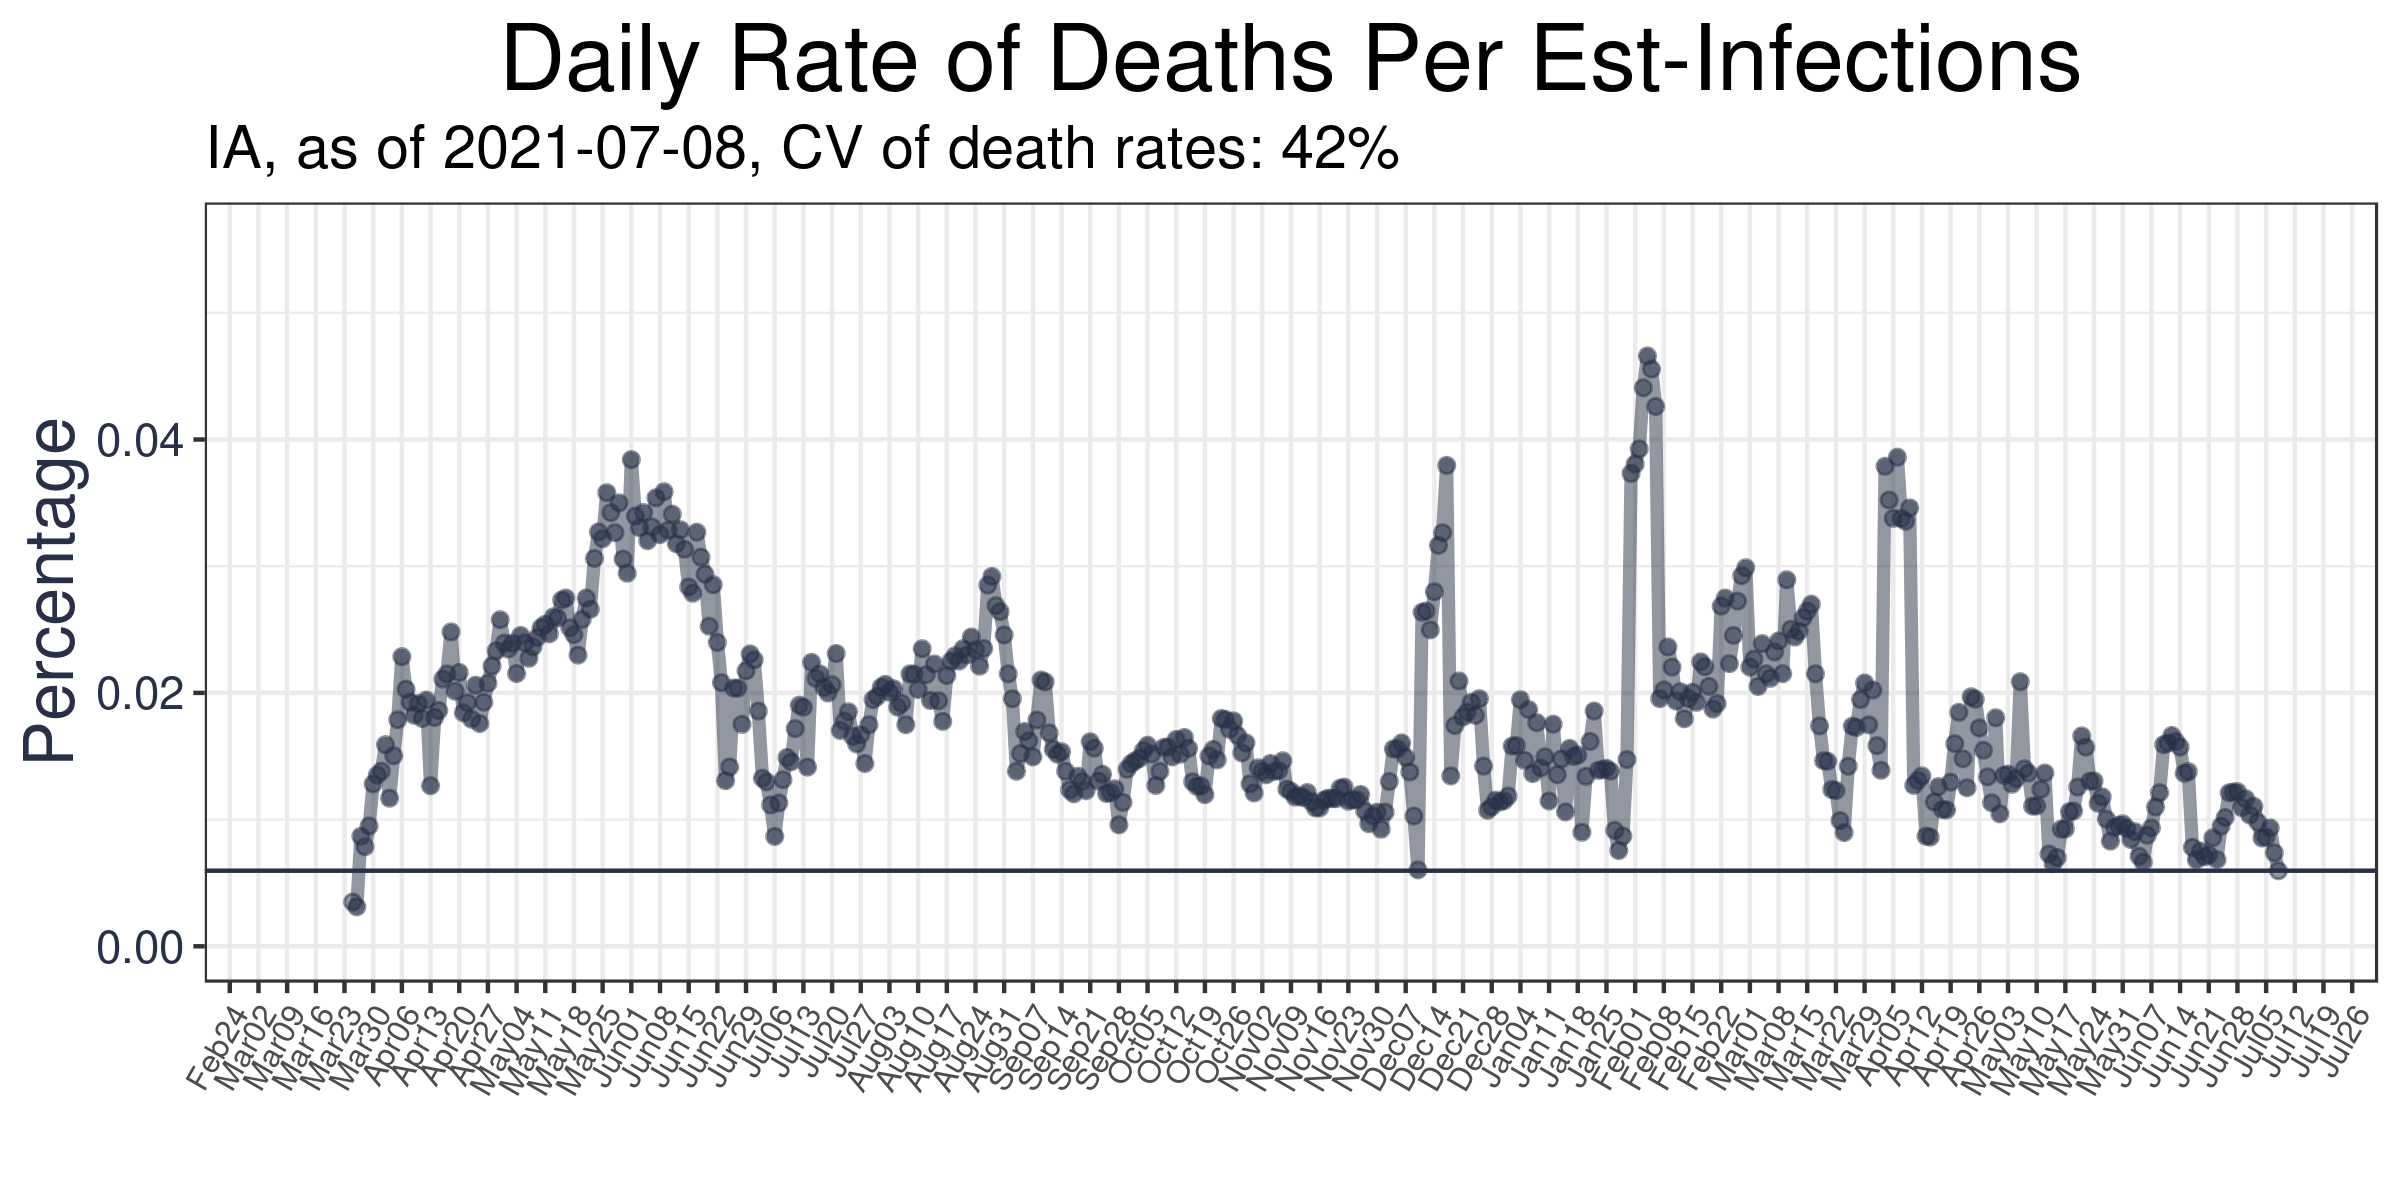 Daily Rate of Deaths Per Est-Infections
IA, as of 2021-07-08, CV of death rates: 42%
Percentage
0.04
0.02
0.00
Feb24
Mar02
Mar09
Mar16
Mar23
Mar30
Apr06
Apr13
Apr20
Apr27
May04
May11
May18
May25
Jun01
Jun08
Jun15
Jun22
Jun29
Jul06
Jul13
Jul20
Jul27
Aug03
Aug10
Aug17
Aug24
Aug31
Sep07
Sep14
Sep21
Sep28
Oct05
Oct12
Oct19
Oct26
Nov02
Nov09
Nov16
Nov23
Nov30
Dec07
Dec14
Dec21
Dec28
Jan04
Jan11
Jan18
Jan25
Feb01
Feb08
Feb15
Feb22
Mar01
Mar08
Mar15
Mar22
Mar29
Apr05
Apr12
Apr19
Apr26
May03
May10
May17
May24
May31
Jun07
Jun14
Jun21
Jun28
Jul05
Jul12
Jul19
Jul26